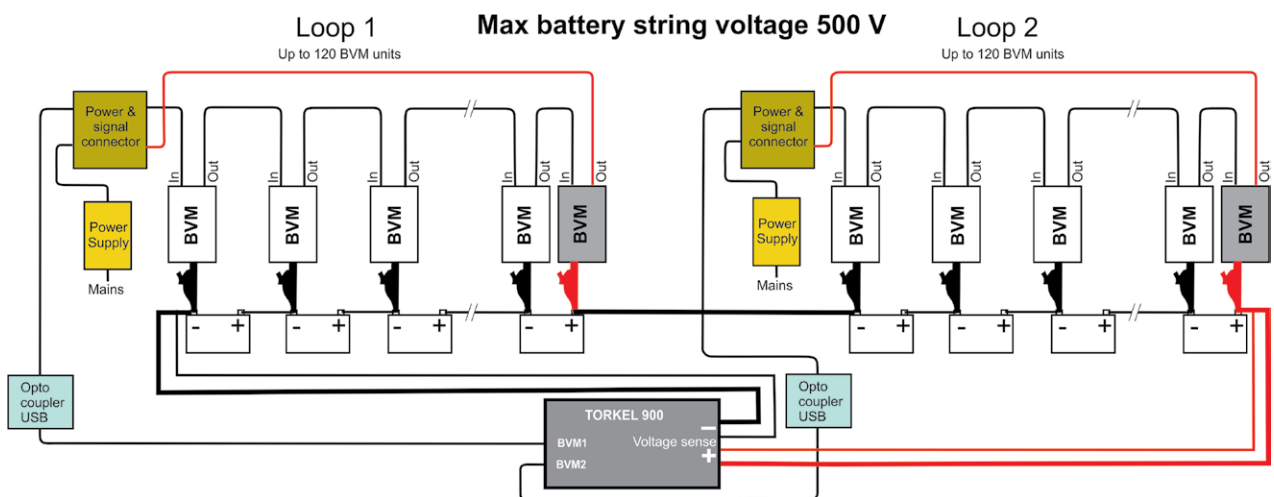 Loop 1
Max battery string voltage 500 V
Loop 2
Up to 120 BVM units
Up to 120 BVM units
Power &
signal
connector
Power &
signal
connector
In
Out
In
Out
In
Out
In
Out
In
Out
In
Out
In
Out
In
Out
In
Out
In
Out
BVM
BVM
BVM
BVM
BVM
BVM
BVM
BVM
BVM
BVM
Power
Supply
Power
Supply
Mains
Mains
- +
- +
- +
- +
- +
- +
- +
- +
Opto
coupler
USB
Opto
coupler
USB
TORKEL 900
−
BVM1
Voltage sense
BVM2
+